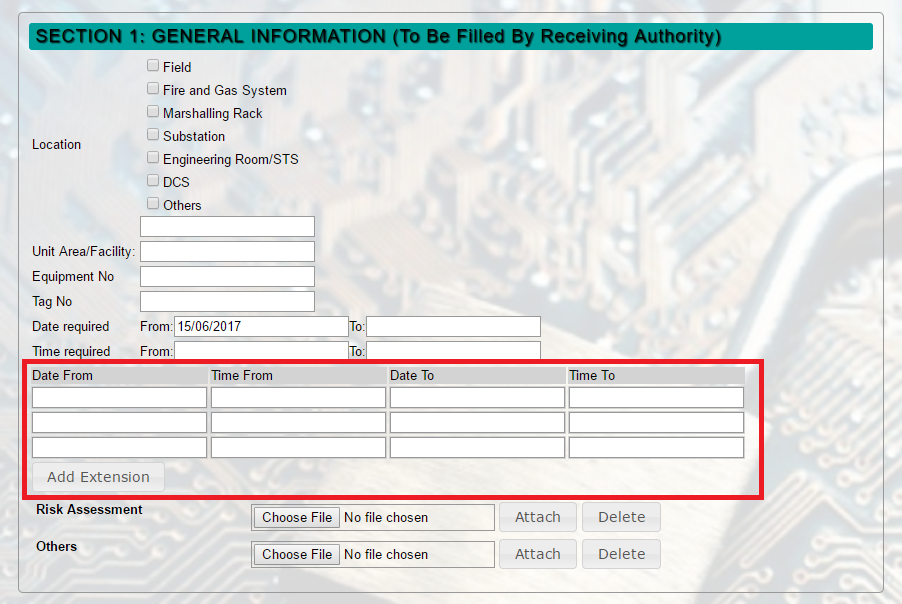 SECTION 1: GENERAL INFORMATION (To Be Filled By Receiving Authority)
Field
Fire and Gas System
Marshalling Rack
Substation
Location
Engineering Room/STS
DCS
Others
Unit Area/Facility:
Equipment No
Tag No
Date required From: 15/06/2017 To:
Time required From: To:
Date From Time From Date To Time To
Add Extension
Risk Assessment Choose File No file chosen Attach Delete
Others Choose File No file chosen Attach Delete